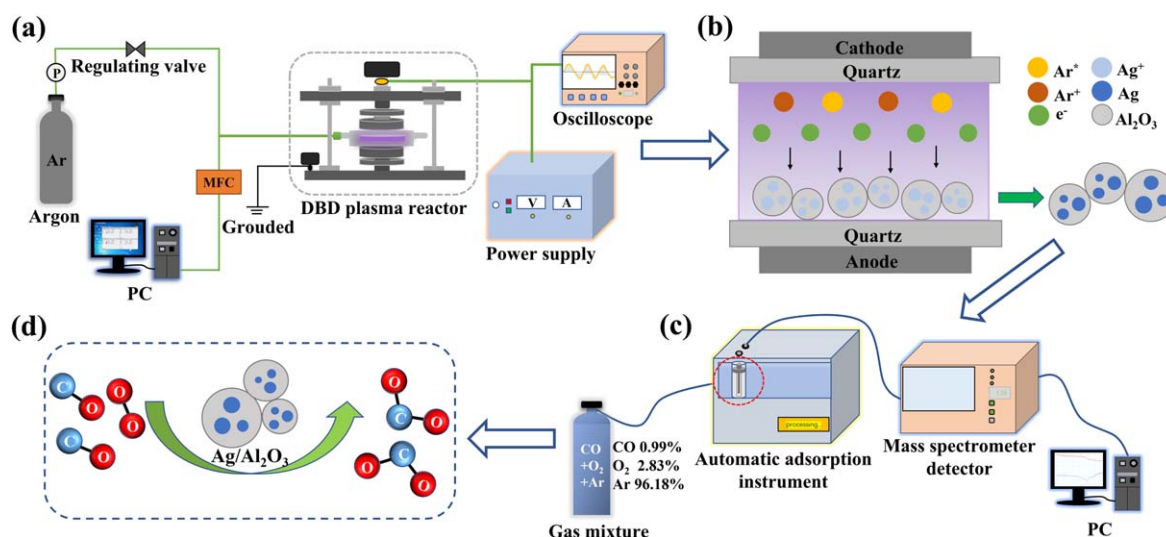 (a)
P
Regulating valve
Ar
Argon
MFC
PC
Grouded
DBD plasma reactor
Oscilloscope
V
A
Power supply
(b)
Cathode
Quartz
Ar*
Ag⁺
Ar⁺
Ag
e⁻
Al₂O₃
Quartz
Anode
(c)
CO
+O₂
+Ar
CO 0.99%
O₂ 2.83%
Ar 96.18%
Gas mixture
processing
Automatic adsorption
instrument
Mass spectrometer
detector
PC
(d)
C
O
O
O
C
O
Ag/Al₂O₃
O
C
O
O
C
O